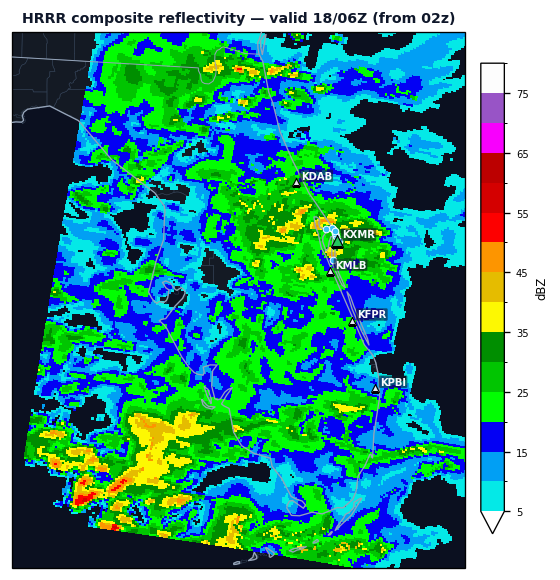 HRRR composite reflectivity — valid 18/06Z (from 02z)
KDAB
KXMR
KMLB
KFPR
KPBI
75
65
55
45
35
25
15
5
dBZ